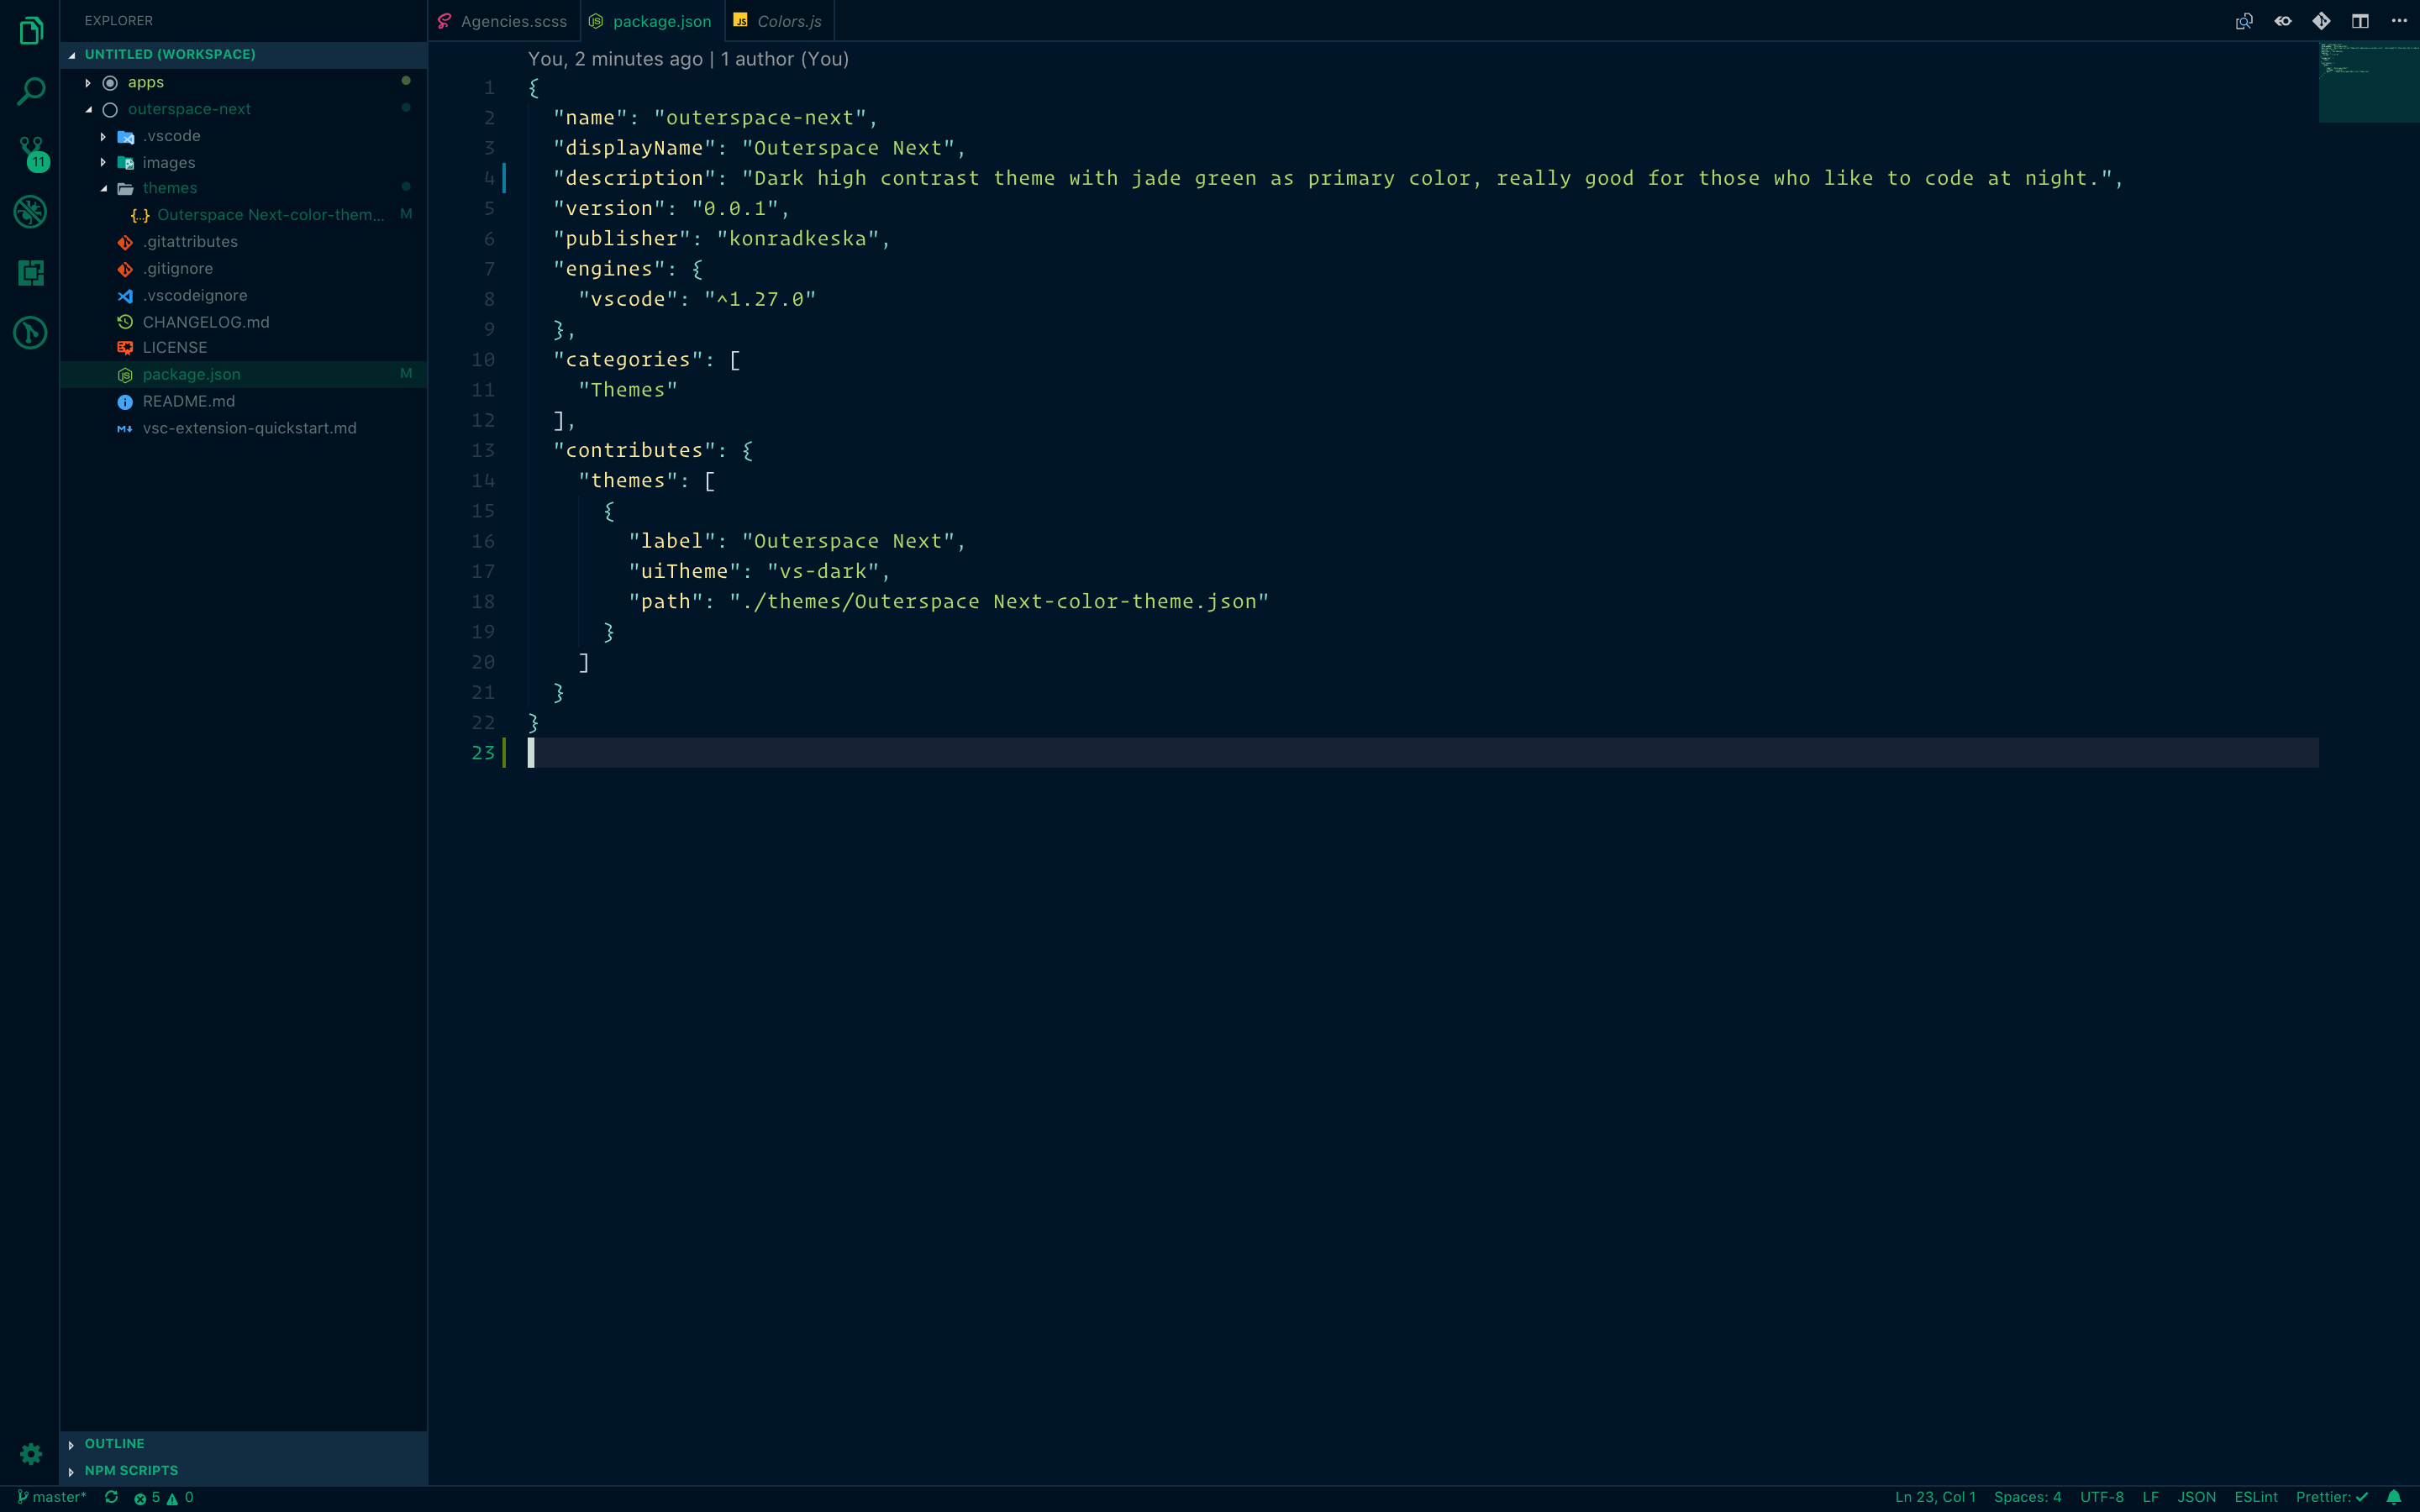 EXPLORER
UNTITLED (WORKSPACE)
apps
outerspace-next
.vscode
images
themes
Outerspace Next-color-them... M
.gitattributes
.gitignore
.vscodeignore
CHANGELOG.md
LICENSE
package.json M
README.md
vsc-extension-quickstart.md
OUTLINE
NPM SCRIPTS
11
Agencies.scss package.json Colors.js
You, 2 minutes ago | 1 author (You)
1 {
2 "name": "outerspace-next",
3 "displayName": "Outerspace Next",
4 "description": "Dark high contrast theme with jade green as primary color, really good for those who like to code at night.",
5 "version": "0.0.1",
6 "publisher": "konradkeska",
7 "engines": {
8 "vscode": "^1.27.0"
9 },
10 "categories": [
11 "Themes"
12 ],
13 "contributes": {
14 "themes": [
15 {
16 "label": "Outerspace Next",
17 "uiTheme": "vs-dark",
18 "path": "./themes/Outerspace Next-color-theme.json"
19 }
20 ]
21 }
22 }
23
master* 5 0 Ln 23, Col 1 Spaces: 4 UTF-8 LF JSON ESLint Prettier: ✓